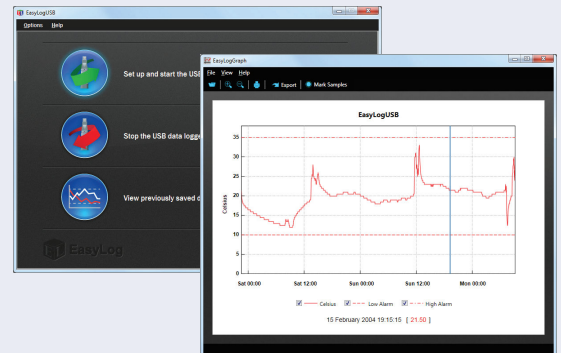 EasyLogUSB
Options Help
Set up and start the USB
Stop the USB data logge
View previously saved d
EasyLog
EasyLogGraph
File View Help
Export Mark Samples
EasyLogUSB
35
30
25
20
15
10
5
0
Celsius
Sat 00:00 Sat 12:00 Sun 00:00 Sun 12:00 Mon 00:00
Celsius Low Alarm High Alarm
15 February 2004 19:15:15 [ 21.50 ]